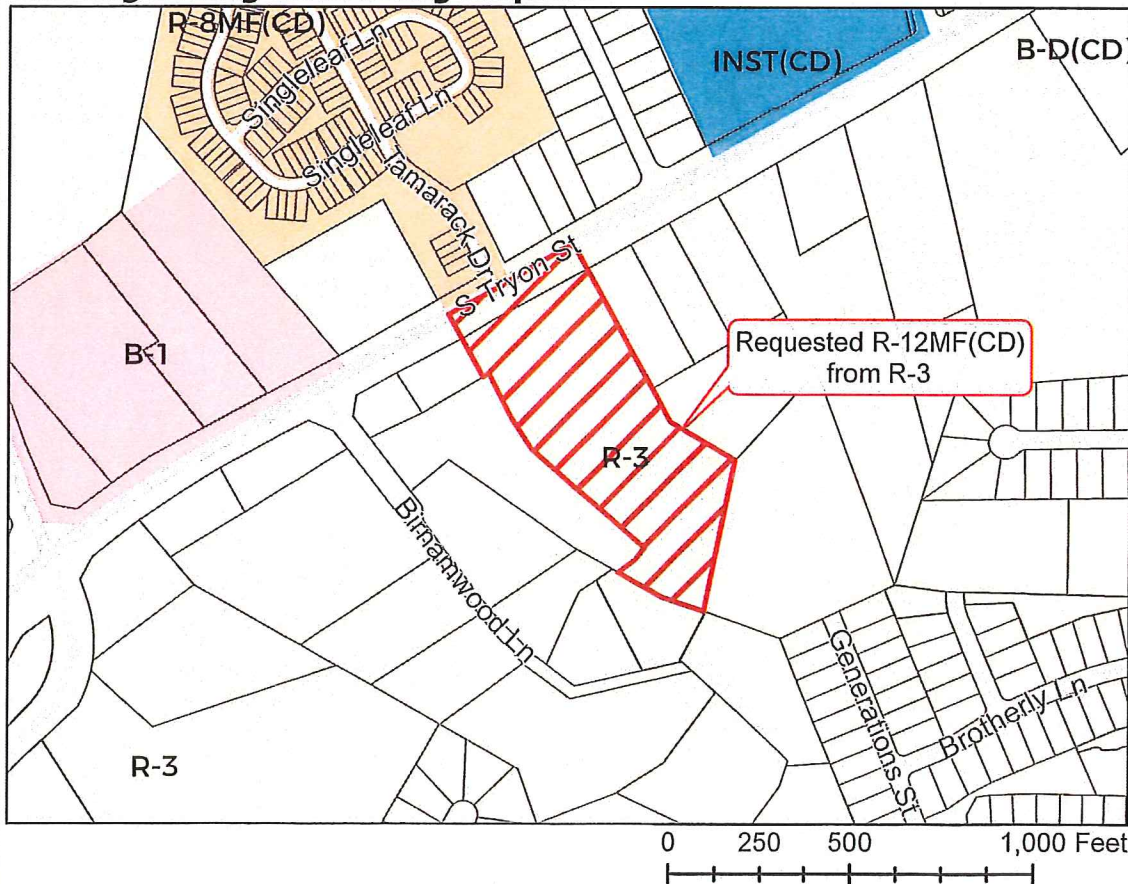 R-8MF(CD)
Singleleaf Ln
INST(CD)
B-D(CD)
Singleleaf Ln
Tamarack Dr
S Tryon St
B-1
Requested R-12MF(CD)
from R-3
R-3
Birnamwood Ln
Generations St
Brotherly Ln
R-3
0 250 500 1,000 Feet